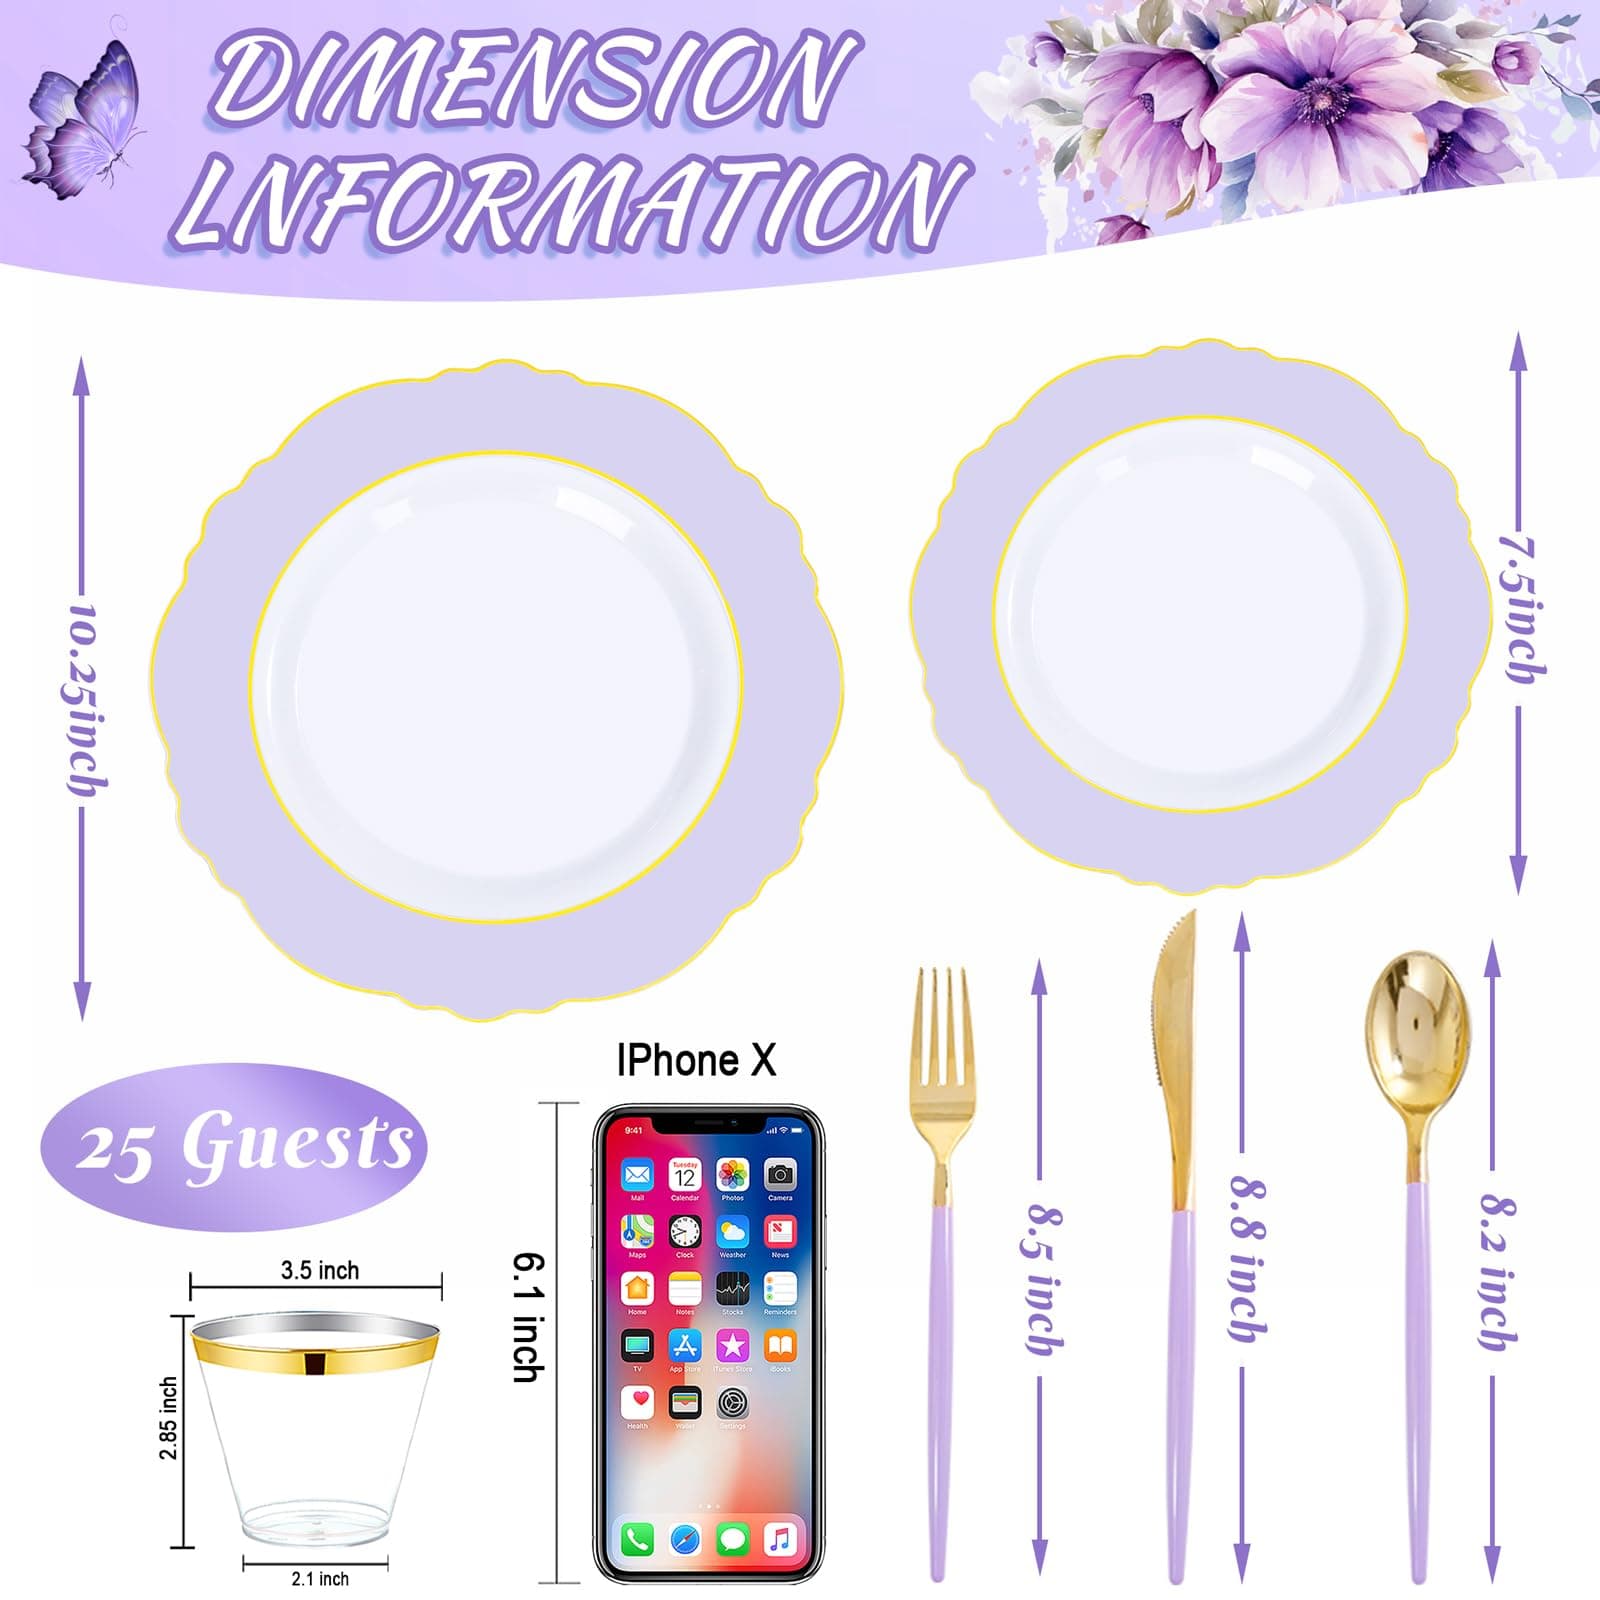 DIMENSION
LNFORMATION
10.25inch
7.5inch
25 Guests
IPhone X
6.1 inch
9:41
Tuesday
12
Mail
Calendar
Photos
Camera
Maps
Clock
Weather
News
Home
Notes
Stocks
Reminders
TV
App Store
iTunes Store
iBooks
Health
Wallet
Settings
8.5 inch
8.8 inch
8.2 inch
3.5 inch
2.85 inch
2.1 inch